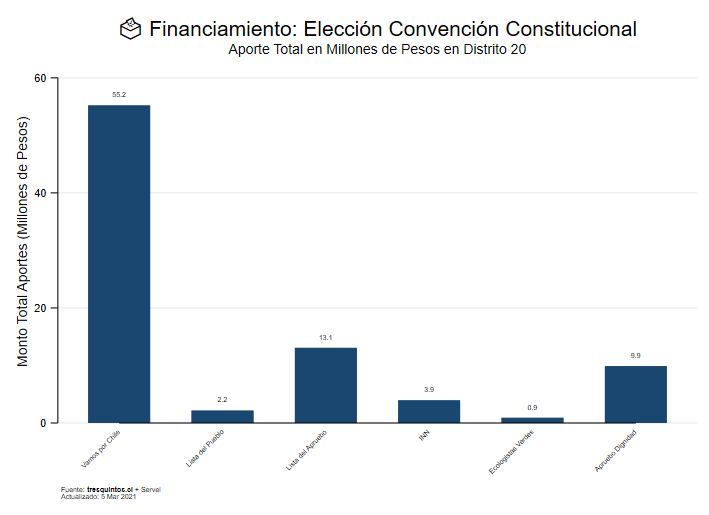 🗳 Financiamiento: Elección Convención Constitucional
Aporte Total en Millones de Pesos en Distrito 20
Monto Total Aportes (Millones de Pesos)
60
40
20
0
55.2
2.2
13.1
3.9
0.9
9.9
Vamos por Chile
Lista del Pueblo
Lista del Apruebo
INN
Ecologistas Verdes
Apruebo Dignidad
Fuente: tresquintos.cl + Servel
Actualizado: 5 Mar 2021